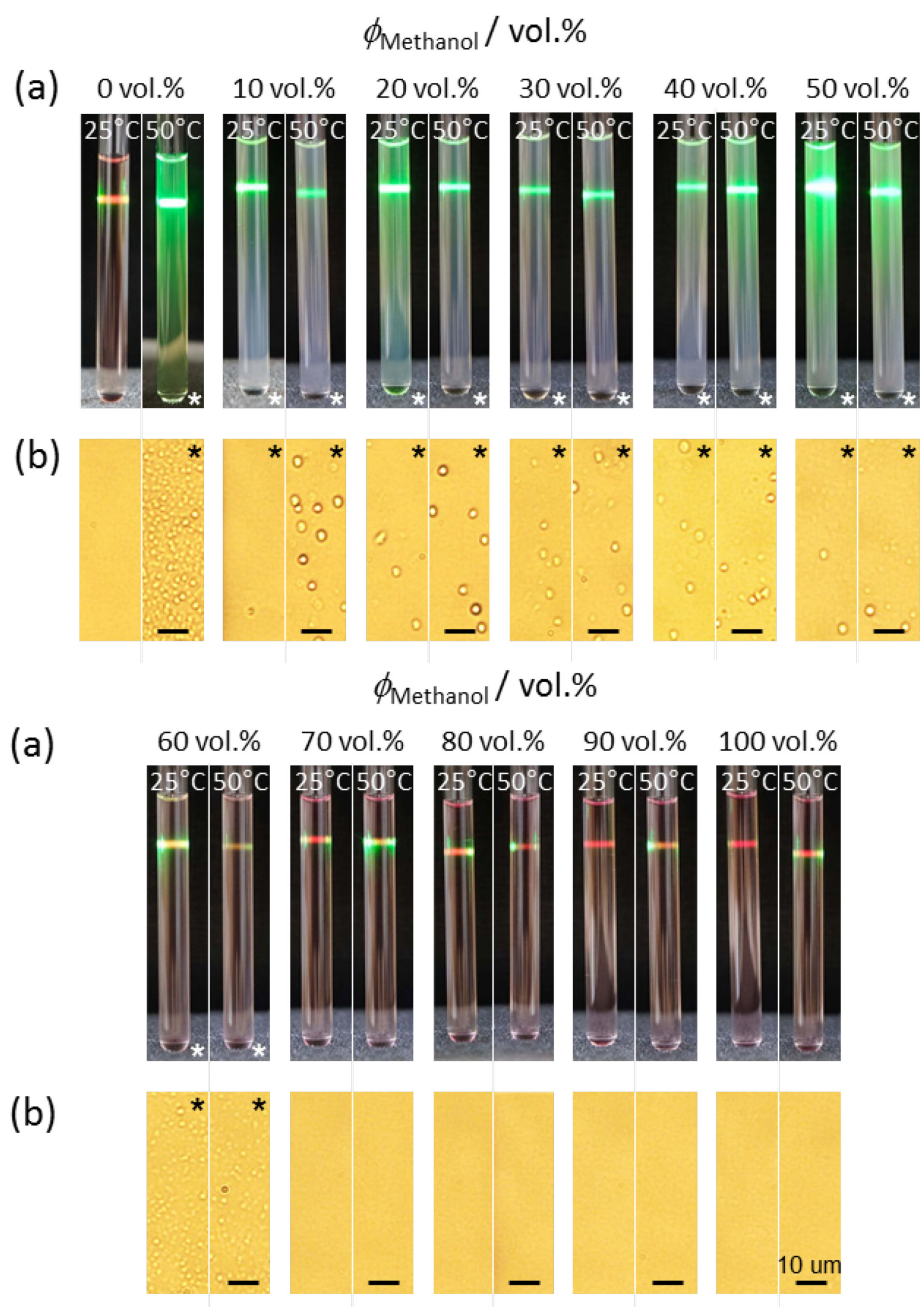 ϕMethanol / vol.%
(a)
0 vol.% 10 vol.% 20 vol.% 30 vol.% 40 vol.% 50 vol.%
25°C 50°C 25°C 50°C 25°C 50°C 25°C 50°C 25°C 50°C 25°C 50°C
* * * * * * * * * * *
(b)
* * * * * * * * * * *
ϕMethanol / vol.%
(a)
60 vol.% 70 vol.% 80 vol.% 90 vol.% 100 vol.%
25°C 50°C 25°C 50°C 25°C 50°C 25°C 50°C 25°C 50°C
* *
(b)
* *
10 um